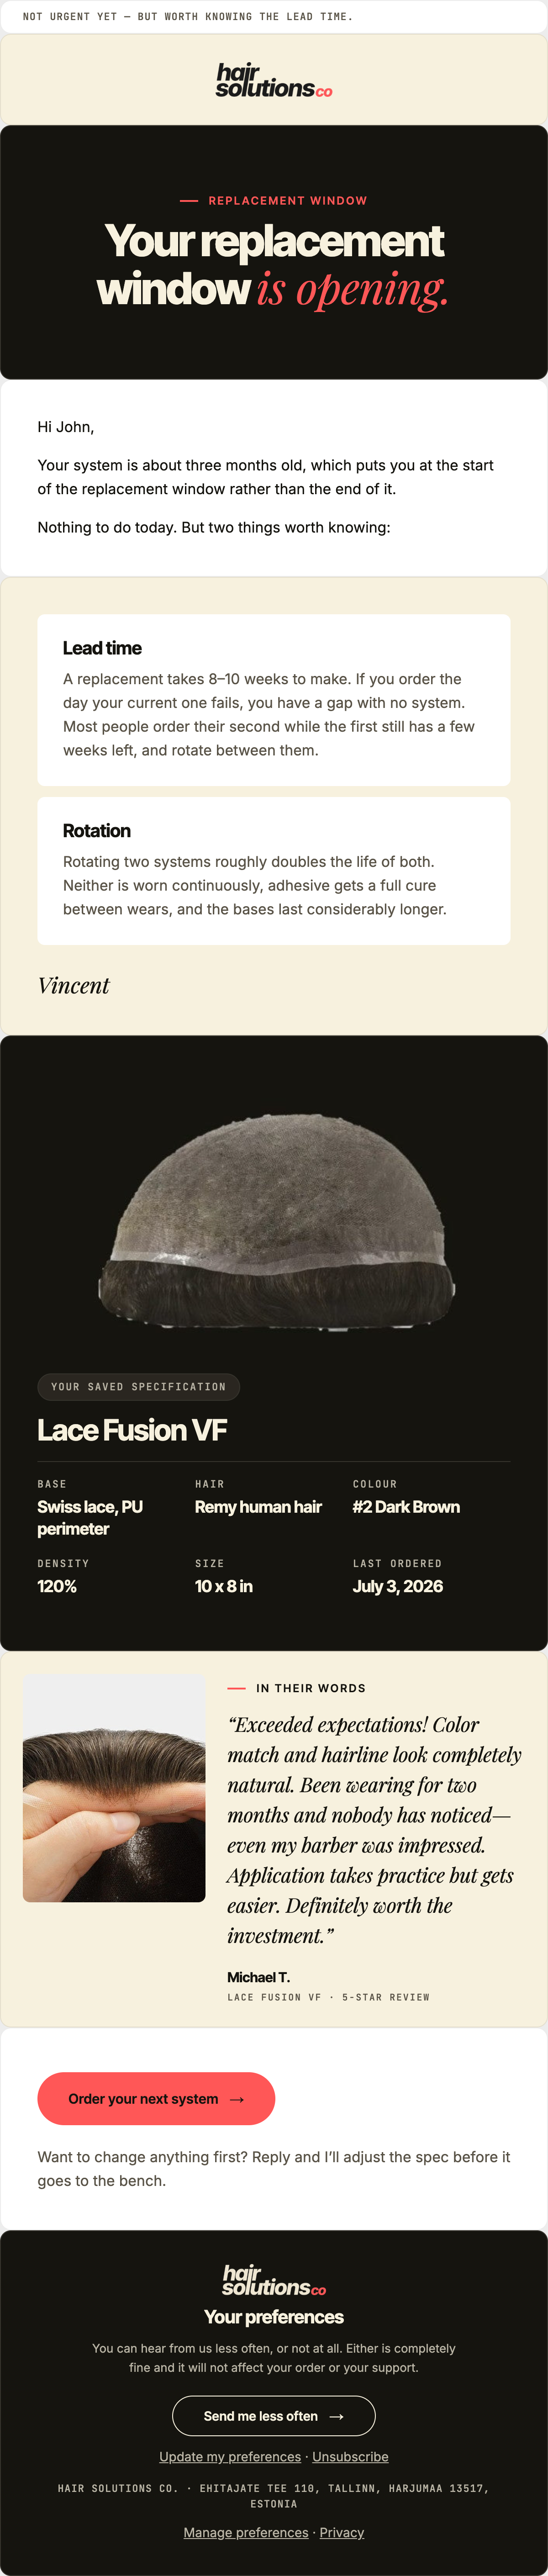 NOT URGENT YET — BUT WORTH KNOWING THE LEAD TIME.
hair
solutions co
REPLACEMENT WINDOW
Your replacement
window is opening.
Hi John,
Your system is about three months old, which puts you at the start
of the replacement window rather than the end of it.
Nothing to do today. But two things worth knowing:
Lead time
A replacement takes 8–10 weeks to make. If you order the
day your current one fails, you have a gap with no system.
Most people order their second while the first still has a few
weeks left, and rotate between them.
Rotation
Rotating two systems roughly doubles the life of both.
Neither is worn continuously, adhesive gets a full cure
between wears, and the bases last considerably longer.
Vincent
YOUR SAVED SPECIFICATION
Lace Fusion VF
BASE HAIR COLOUR
Swiss lace, PU Remy human hair #2 Dark Brown
perimeter
DENSITY SIZE LAST ORDERED
120% 10 x 8 in July 3, 2026
IN THEIR WORDS
“Exceeded expectations! Color
match and hairline look completely
natural. Been wearing for two
months and nobody has noticed—
even my barber was impressed.
Application takes practice but gets
easier. Definitely worth the
investment.”
Michael T.
LACE FUSION VF · 5-STAR REVIEW
Order your next system →
Want to change anything first? Reply and I’ll adjust the spec before it
goes to the bench.
hair
solutions co
Your preferences
You can hear from us less often, or not at all. Either is completely
fine and it will not affect your order or your support.
Send me less often →
Update my preferences · Unsubscribe
HAIR SOLUTIONS CO. · EHITAJATE TEE 110, TALLINN, HARJUMAA 13517,
ESTONIA
Manage preferences · Privacy